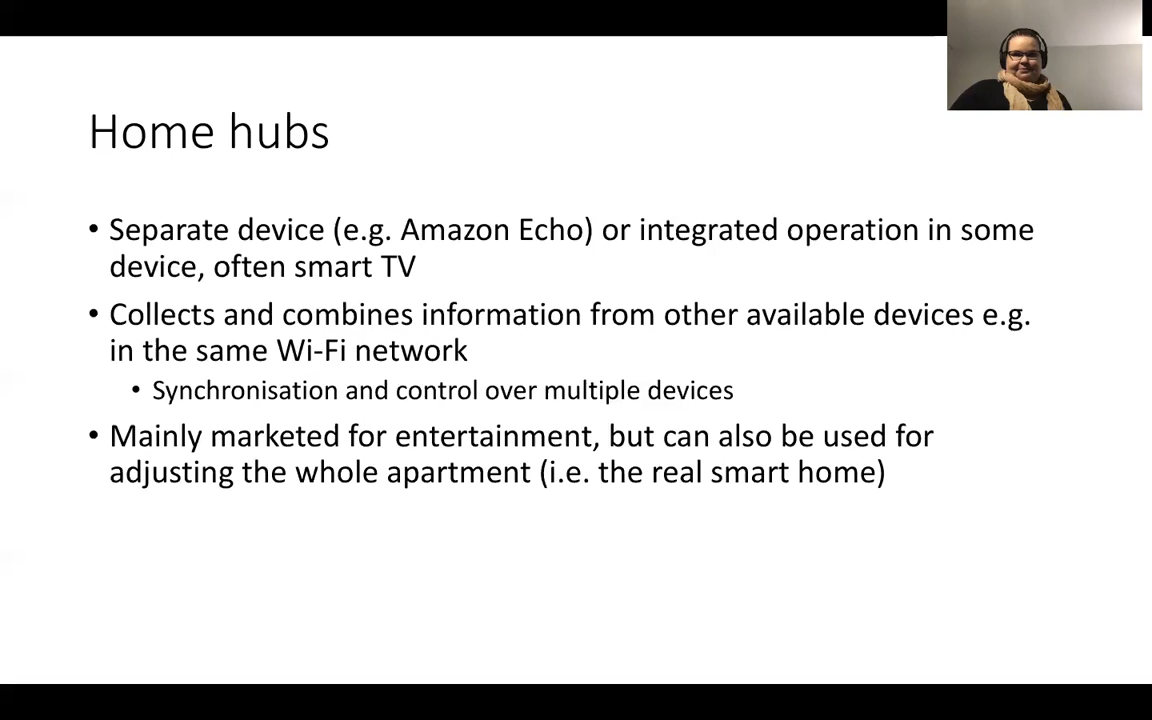 Home hubs
• Separate device (e.g. Amazon Echo) or integrated operation in some
device, often smart TV
• Collects and combines information from other available devices e.g.
in the same Wi-Fi network
• Synchronisation and control over multiple devices
• Mainly marketed for entertainment, but can also be used for
adjusting the whole apartment (i.e. the real smart home)